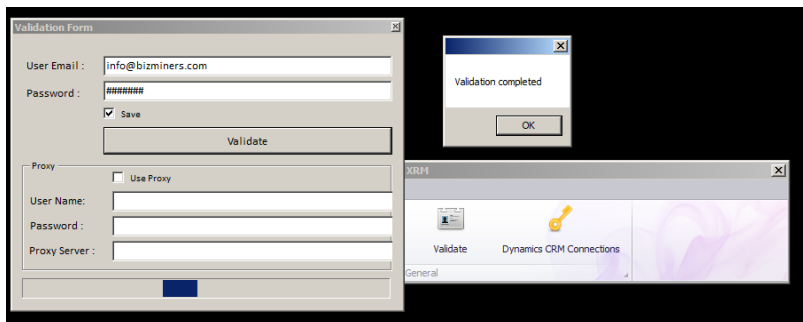 Validation Form
User Email :
info@bizminers.com
Password :
#######
Save
Validate
Proxy
Use Proxy
User Name:
Password :
Proxy Server :
Validation completed
OK
XRM
Validate
Dynamics CRM Connections
General